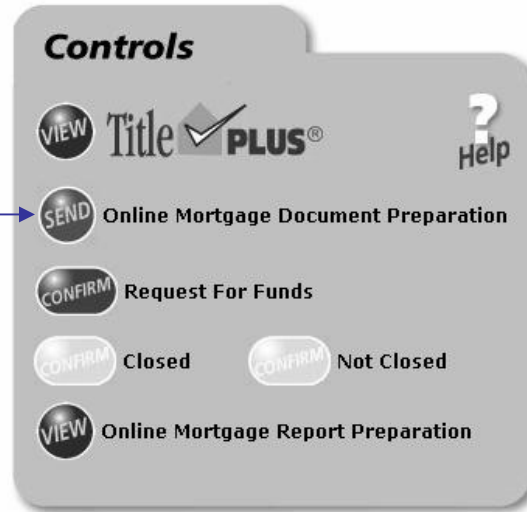 Controls
VIEW Title PLUS®
? Help
SEND Online Mortgage Document Preparation
CONFIRM Request For Funds
CONFIRM Closed CONFIRM Not Closed
VIEW Online Mortgage Report Preparation